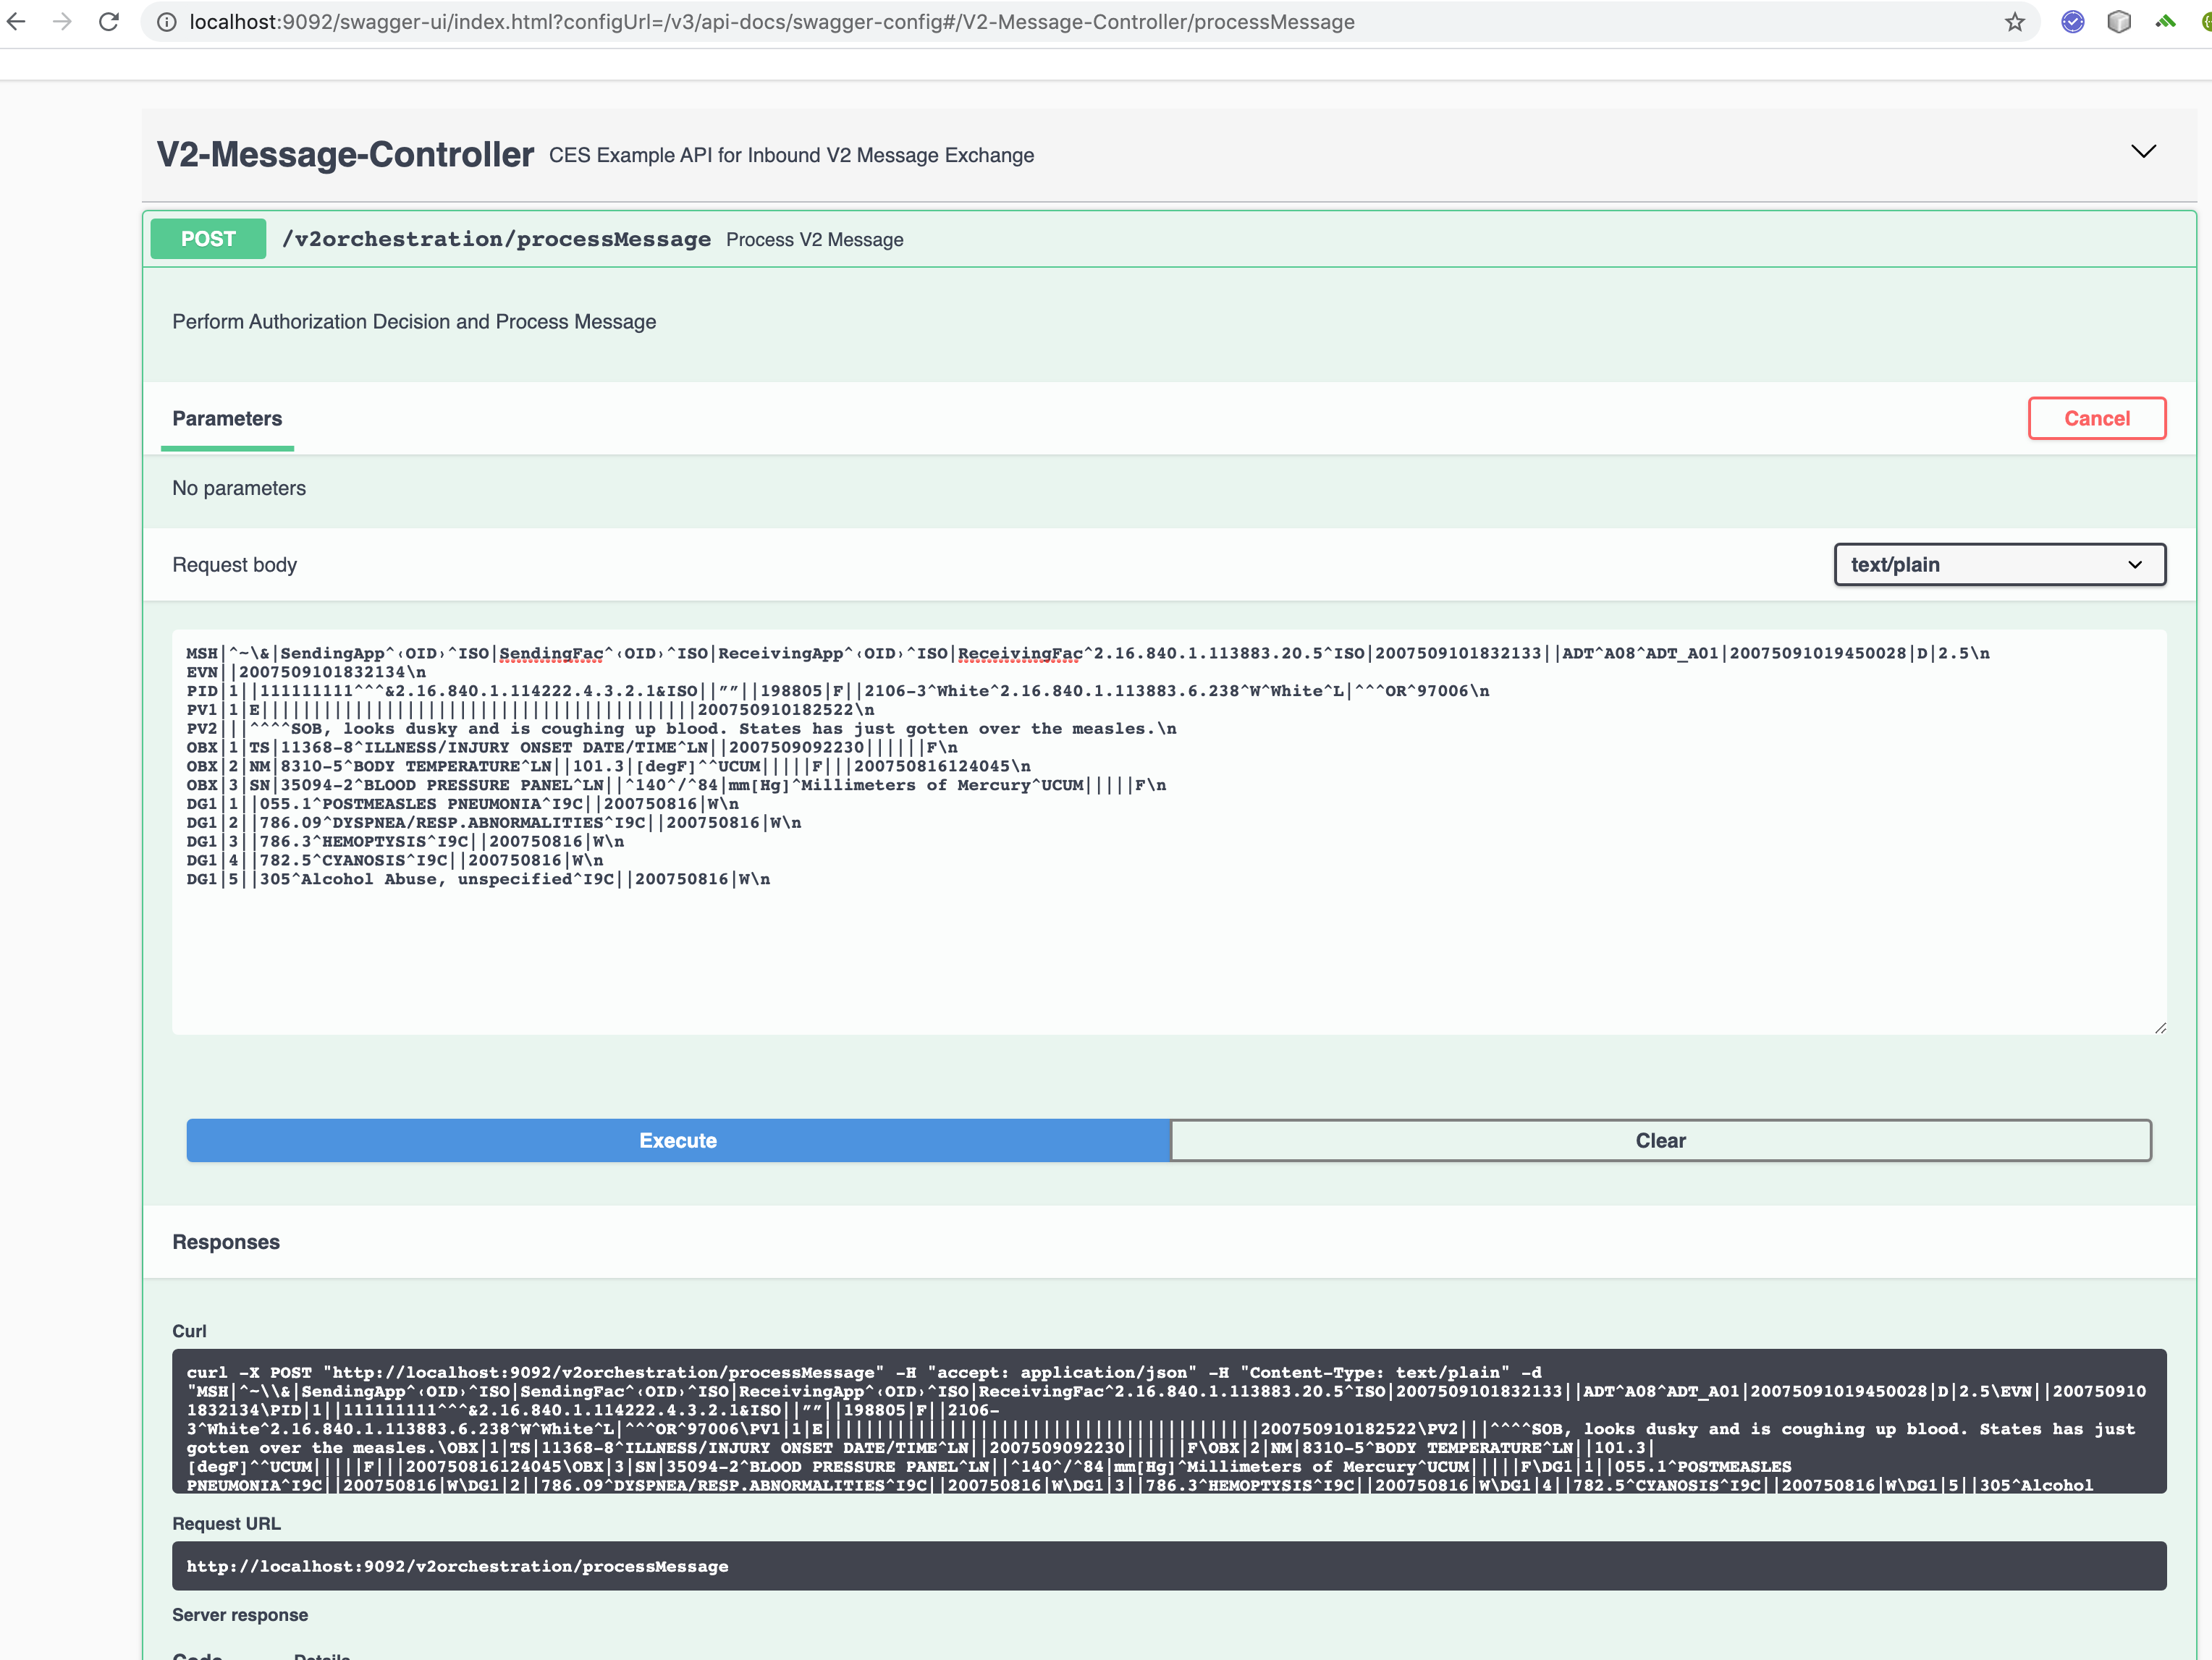 localhost:9092/swagger-ui/index.html?configUrl=/v3/api-docs/swagger-config#/V2-Message-Controller/processMessage
V2-Message-Controller CES Example API for Inbound V2 Message Exchange
POST /v2orchestration/processMessage Process V2 Message
Perform Authorization Decision and Process Message
Parameters
Cancel
No parameters
Request body
text/plain
MSH|^~\&|SendingApp^‹OID›^ISO|SendingFac^‹OID›^ISO|ReceivingApp^‹OID›^ISO|ReceivingFac^2.16.840.1.113883.20.5^ISO|2007509101832133||ADT^A08^ADT_A01|20075091019450028|D|2.5\n
EVN||2007509101832134\n
PID|1||111111111^^^&2.16.840.1.114222.4.3.2.1&ISO||””||198805|F||2106-3^White^2.16.840.1.113883.6.238^W^White^L|^^^OR^97006\n
PV1|1|E||||||||||||||||||||||||||||||||||||||||||200750910182522\n
PV2|||^^^^SOB, looks dusky and is coughing up blood. States has just gotten over the measles.\n
OBX|1|TS|11368-8^ILLNESS/INJURY ONSET DATE/TIME^LN||2007509092230||||||F\n
OBX|2|NM|8310-5^BODY TEMPERATURE^LN||101.3|[degF]^^UCUM|||||F|||200750816124045\n
OBX|3|SN|35094-2^BLOOD PRESSURE PANEL^LN||^140^/^84|mm[Hg]^Millimeters of Mercury^UCUM|||||F\n
DG1|1||055.1^POSTMEASLES PNEUMONIA^I9C||200750816|W\n
DG1|2||786.09^DYSPNEA/RESP.ABNORMALITIES^I9C||200750816|W\n
DG1|3||786.3^HEMOPTYSIS^I9C||200750816|W\n
DG1|4||782.5^CYANOSIS^I9C||200750816|W\n
DG1|5||305^Alcohol Abuse, unspecified^I9C||200750816|W\n
Execute
Clear
Responses
Curl
curl -X POST "http://localhost:9092/v2orchestration/processMessage" -H "accept: application/json" -H "Content-Type: text/plain" -d
"MSH|^~\\&|SendingApp^‹OID›^ISO|SendingFac^‹OID›^ISO|ReceivingApp^‹OID›^ISO|ReceivingFac^2.16.840.1.113883.20.5^ISO|2007509101832133||ADT^A08^ADT_A01|20075091019450028|D|2.5\EVN||200750910
1832134\PID|1||111111111^^^&2.16.840.1.114222.4.3.2.1&ISO||””||198805|F||2106-
3^White^2.16.840.1.113883.6.238^W^White^L|^^^OR^97006\PV1|1|E||||||||||||||||||||||||||||||||||||||||||200750910182522\PV2|||^^^^SOB, looks dusky and is coughing up blood. States has just
gotten over the measles.\OBX|1|TS|11368-8^ILLNESS/INJURY ONSET DATE/TIME^LN||2007509092230||||||F\OBX|2|NM|8310-5^BODY TEMPERATURE^LN||101.3|
[degF]^^UCUM|||||F|||200750816124045\OBX|3|SN|35094-2^BLOOD PRESSURE PANEL^LN||^140^/^84|mm[Hg]^Millimeters of Mercury^UCUM|||||F\DG1|1||055.1^POSTMEASLES
PNEUMONIA^I9C||200750816|W\DG1|2||786.09^DYSPNEA/RESP.ABNORMALITIES^I9C||200750816|W\DG1|3||786.3^HEMOPTYSIS^I9C||200750816|W\DG1|4||782.5^CYANOSIS^I9C||200750816|W\DG1|5||305^Alcohol
Request URL
http://localhost:9092/v2orchestration/processMessage
Server response
Code Details